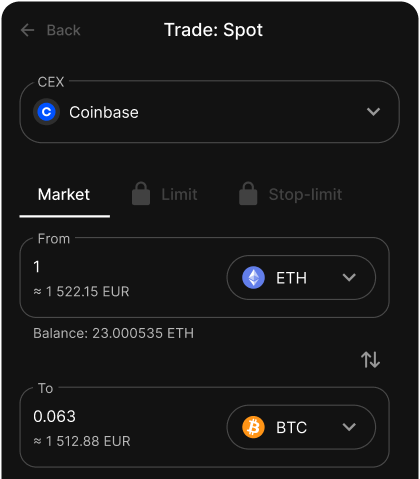 Back
Trade: Spot
CEX
Coinbase
Market Limit Stop-limit
From
1
≈ 1 522.15 EUR
ETH
Balance: 23.000535 ETH
To
0.063
≈ 1 512.88 EUR
BTC